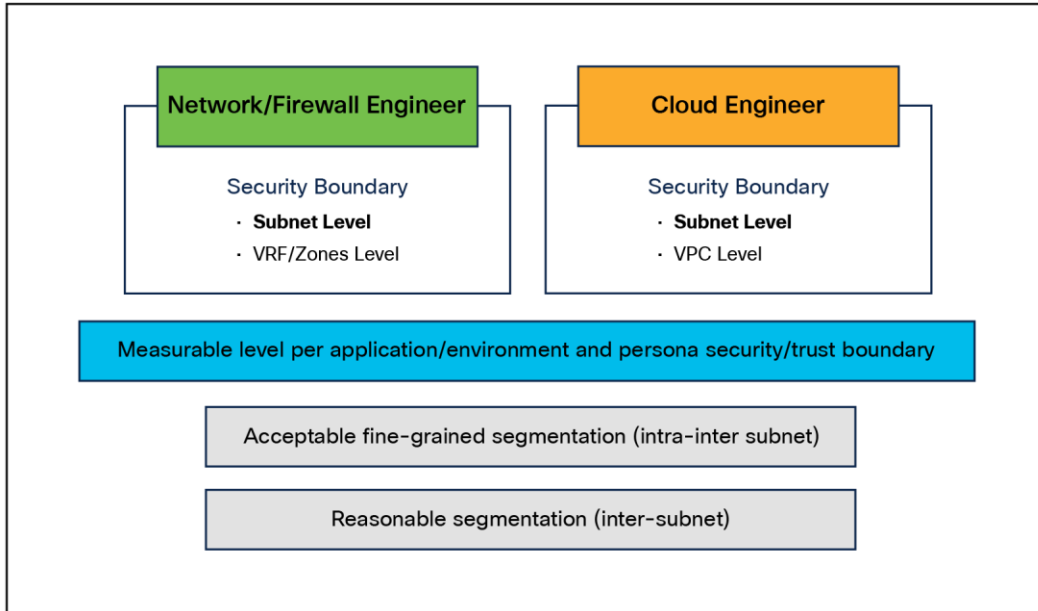 Network/Firewall Engineer
Security Boundary
· Subnet Level
· VRF/Zones Level
Cloud Engineer
Security Boundary
· Subnet Level
· VPC Level
Measurable level per application/environment and persona security/trust boundary
Acceptable fine-grained segmentation (intra-inter subnet)
Reasonable segmentation (inter-subnet)